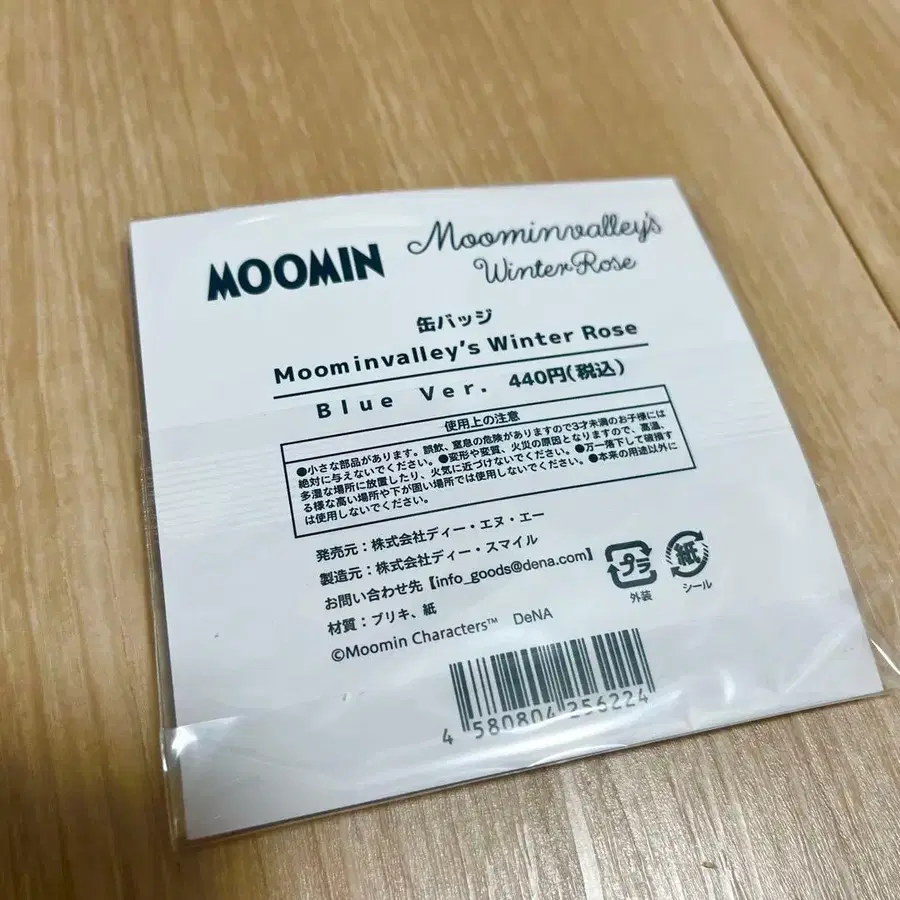 MOOMIN
Moominvalley's
Winter Rose
缶バッジ
Moominvalley's Winter Rose
Blue Ver. 440円(税込)
使用上の注意
●小さな部品があります。誤飲、窒息の危険がありますので3才未満のお子様には
絶対に与えないでください。●変形や変質、火災の原因となりますので、高温、
多湿な場所に放置したり、火気に近づけないでください。●万一落下して破損す
る様な高い場所や下が固い場所では使用しないでください。●本来の用途以外に
は使用しないでください。
発売元:株式会社ディー・エヌ・エー
製造元:株式会社ディー・スマイル
お問い合わせ先【info_goods@dena.com】
材質:ブリキ、紙
©Moomin Characters™ DeNA
プラ
外装
紙
シール
4 580804 256224